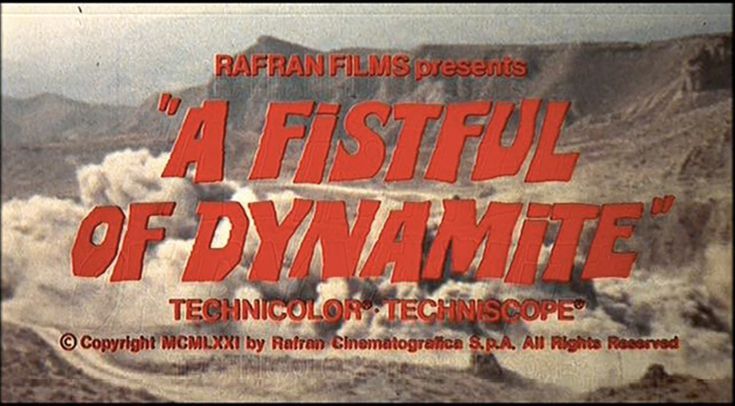 RAFRAN FILMS presents
"A FiSTFUL
OF DYNAMiTE"
TECHNICOLOR® · TECHNISCOPE®
© Copyright MCMLXXI by Rafran Cinematografica S.p.A. All Rights Reserved